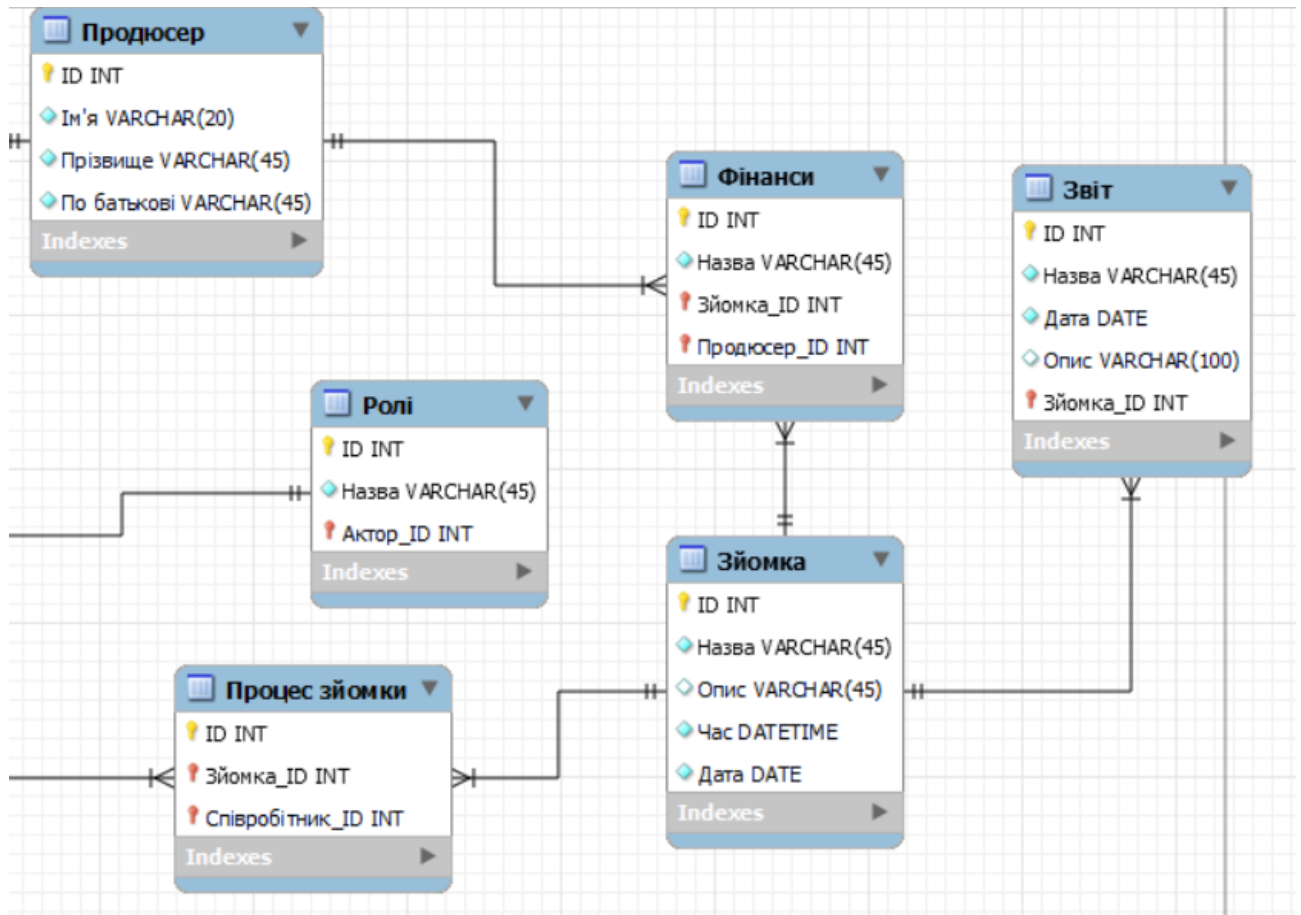 Продюсер
ID INT
Ім'я VARCHAR(20)
Прізвище VARCHAR(45)
По батькові VARCHAR(45)
Indexes
Фінанси
ID INT
Назва VARCHAR(45)
Зйомка_ID INT
Продюсер_ID INT
Indexes
Звіт
ID INT
Назва VARCHAR(45)
Дата DATE
Опис VARCHAR(100)
Зйомка_ID INT
Indexes
Ролі
ID INT
Назва VARCHAR(45)
Актор_ID INT
Indexes
Зйомка
ID INT
Назва VARCHAR(45)
Опис VARCHAR(45)
Час DATETIME
Дата DATE
Indexes
Процес зйомки
ID INT
Зйомка_ID INT
Співробітник_ID INT
Indexes